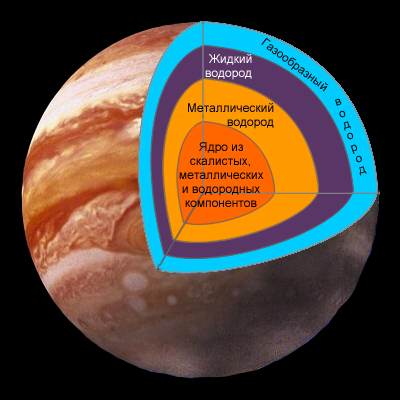 Газообразный водород
Жидкий
водород
Металлический
водород
Ядро из
скалистых,
металлических
и водородных
компонентов